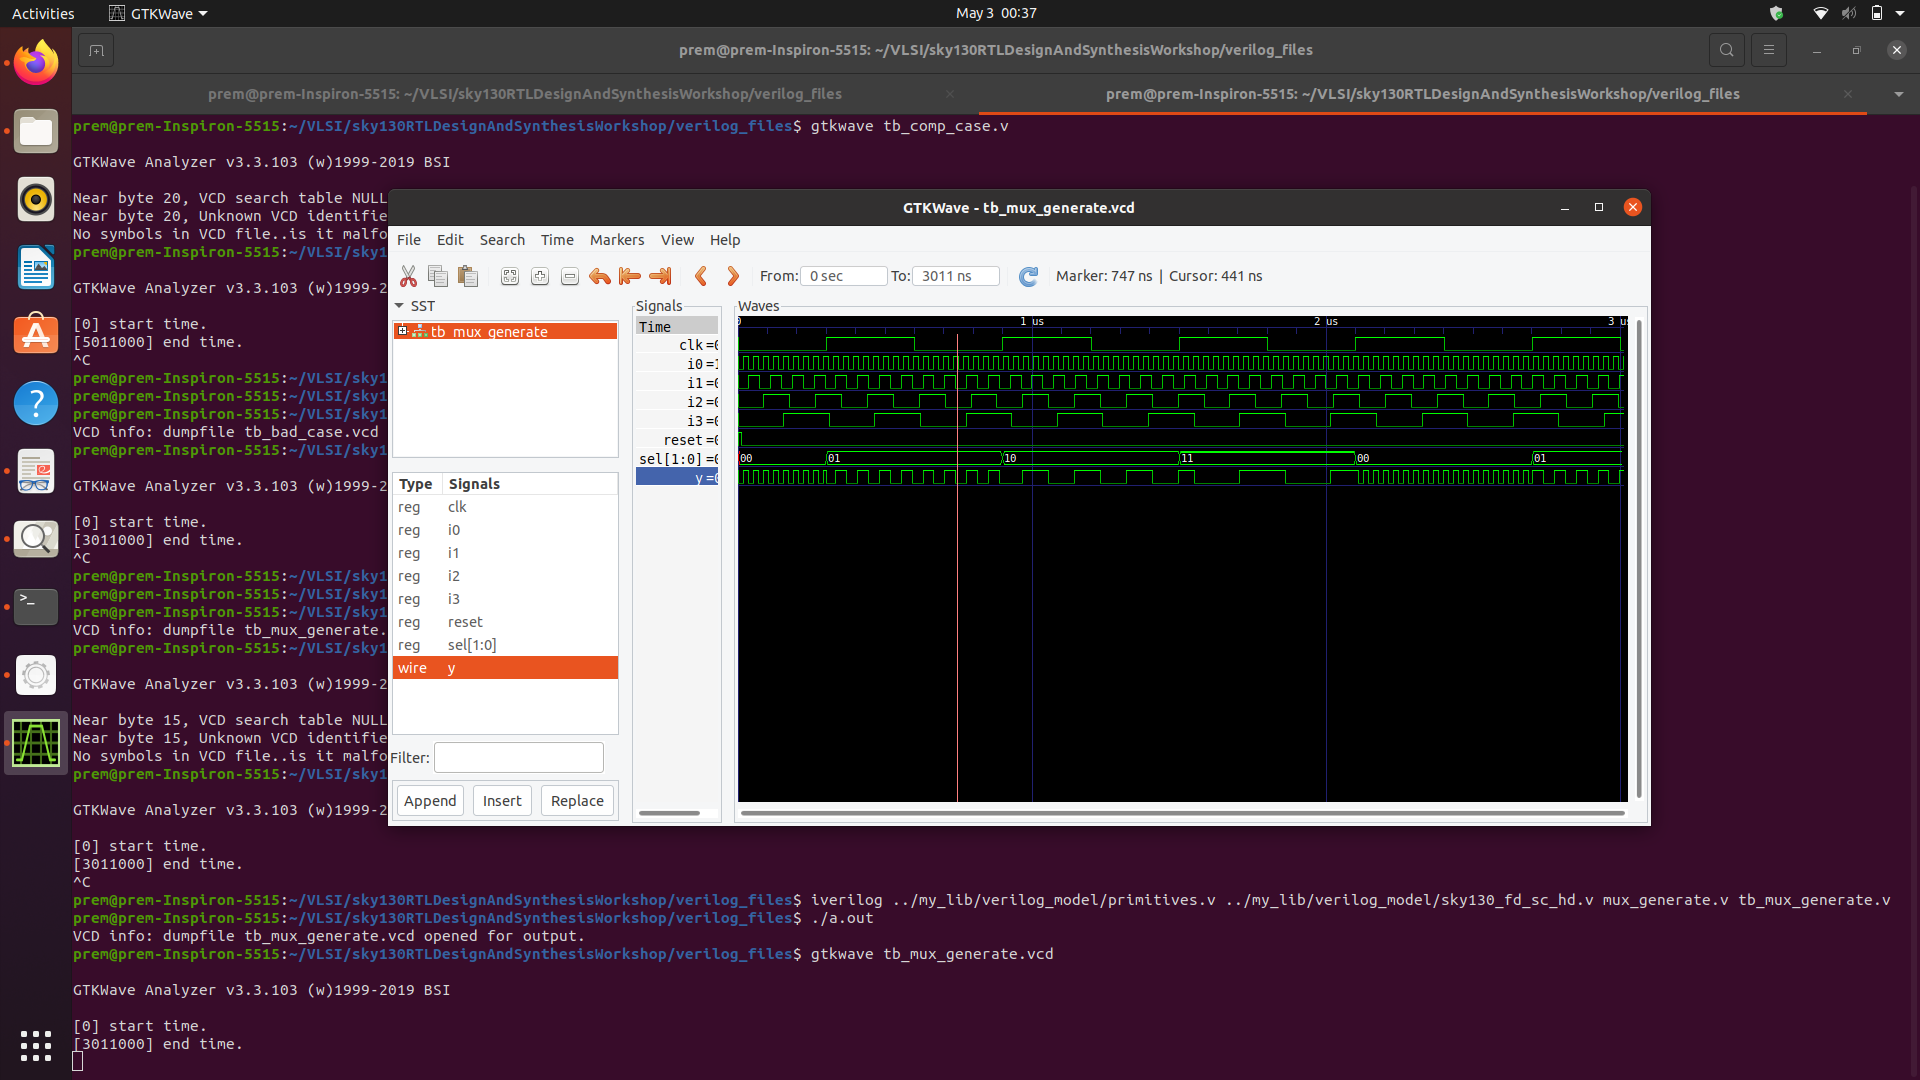 Activities
GTKWave
May 3 00:37
prem@prem-Inspiron-5515: ~/VLSI/sky130RTLDesignAndSynthesisWorkshop/verilog_files
prem@prem-Inspiron-5515: ~/VLSI/sky130RTLDesignAndSynthesisWorkshop/verilog_files
prem@prem-Inspiron-5515: ~/VLSI/sky130RTLDesignAndSynthesisWorkshop/verilog_files
prem@prem-Inspiron-5515:~/VLSI/sky130RTLDesignAndSynthesisWorkshop/verilog_files$ gtkwave tb_comp_case.v
GTKWave Analyzer v3.3.103 (w)1999-2019 BSI
Near byte 20, VCD search table NULL
Near byte 20, Unknown VCD identifie
No symbols in VCD file..is it malfo
prem@prem-Inspiron-5515:~/VLSI/sky1
GTKWave Analyzer v3.3.103 (w)1999-2
[0] start time.
[5011000] end time.
^C
prem@prem-Inspiron-5515:~/VLSI/sky1
prem@prem-Inspiron-5515:~/VLSI/sky1
prem@prem-Inspiron-5515:~/VLSI/sky1
VCD info: dumpfile tb_bad_case.vcd
prem@prem-Inspiron-5515:~/VLSI/sky1
GTKWave Analyzer v3.3.103 (w)1999-2
[0] start time.
[3011000] end time.
^C
prem@prem-Inspiron-5515:~/VLSI/sky1
prem@prem-Inspiron-5515:~/VLSI/sky1
prem@prem-Inspiron-5515:~/VLSI/sky1
VCD info: dumpfile tb_mux_generate.
prem@prem-Inspiron-5515:~/VLSI/sky1
GTKWave Analyzer v3.3.103 (w)1999-2
Near byte 15, VCD search table NULL
Near byte 15, Unknown VCD identifie
No symbols in VCD file..is it malfo
prem@prem-Inspiron-5515:~/VLSI/sky1
GTKWave Analyzer v3.3.103 (w)1999-2
[0] start time.
[3011000] end time.
^C
prem@prem-Inspiron-5515:~/VLSI/sky130RTLDesignAndSynthesisWorkshop/verilog_files$ iverilog ../my_lib/verilog_model/primitives.v ../my_lib/verilog_model/sky130_fd_sc_hd.v mux_generate.v tb_mux_generate.v
prem@prem-Inspiron-5515:~/VLSI/sky130RTLDesignAndSynthesisWorkshop/verilog_files$ ./a.out
VCD info: dumpfile tb_mux_generate.vcd opened for output.
prem@prem-Inspiron-5515:~/VLSI/sky130RTLDesignAndSynthesisWorkshop/verilog_files$ gtkwave tb_mux_generate.vcd
GTKWave Analyzer v3.3.103 (w)1999-2019 BSI
[0] start time.
[3011000] end time.
GTKWave - tb_mux_generate.vcd
File Edit Search Time Markers View Help
From: 0 sec To: 3011 ns Marker: 747 ns | Cursor: 441 ns
SST
tb_mux_generate
Type Signals
reg clk
reg i0
reg i1
reg i2
reg i3
reg reset
reg sel[1:0]
wire y
Filter:
Append Insert Replace
Signals
Time
clk =0
i0 =1
i1 =0
i2 =0
i3 =0
reset =0
sel[1:0] =0
y =0
Waves
0 1 us 2 us 3 us
00 01 10 11 00 01